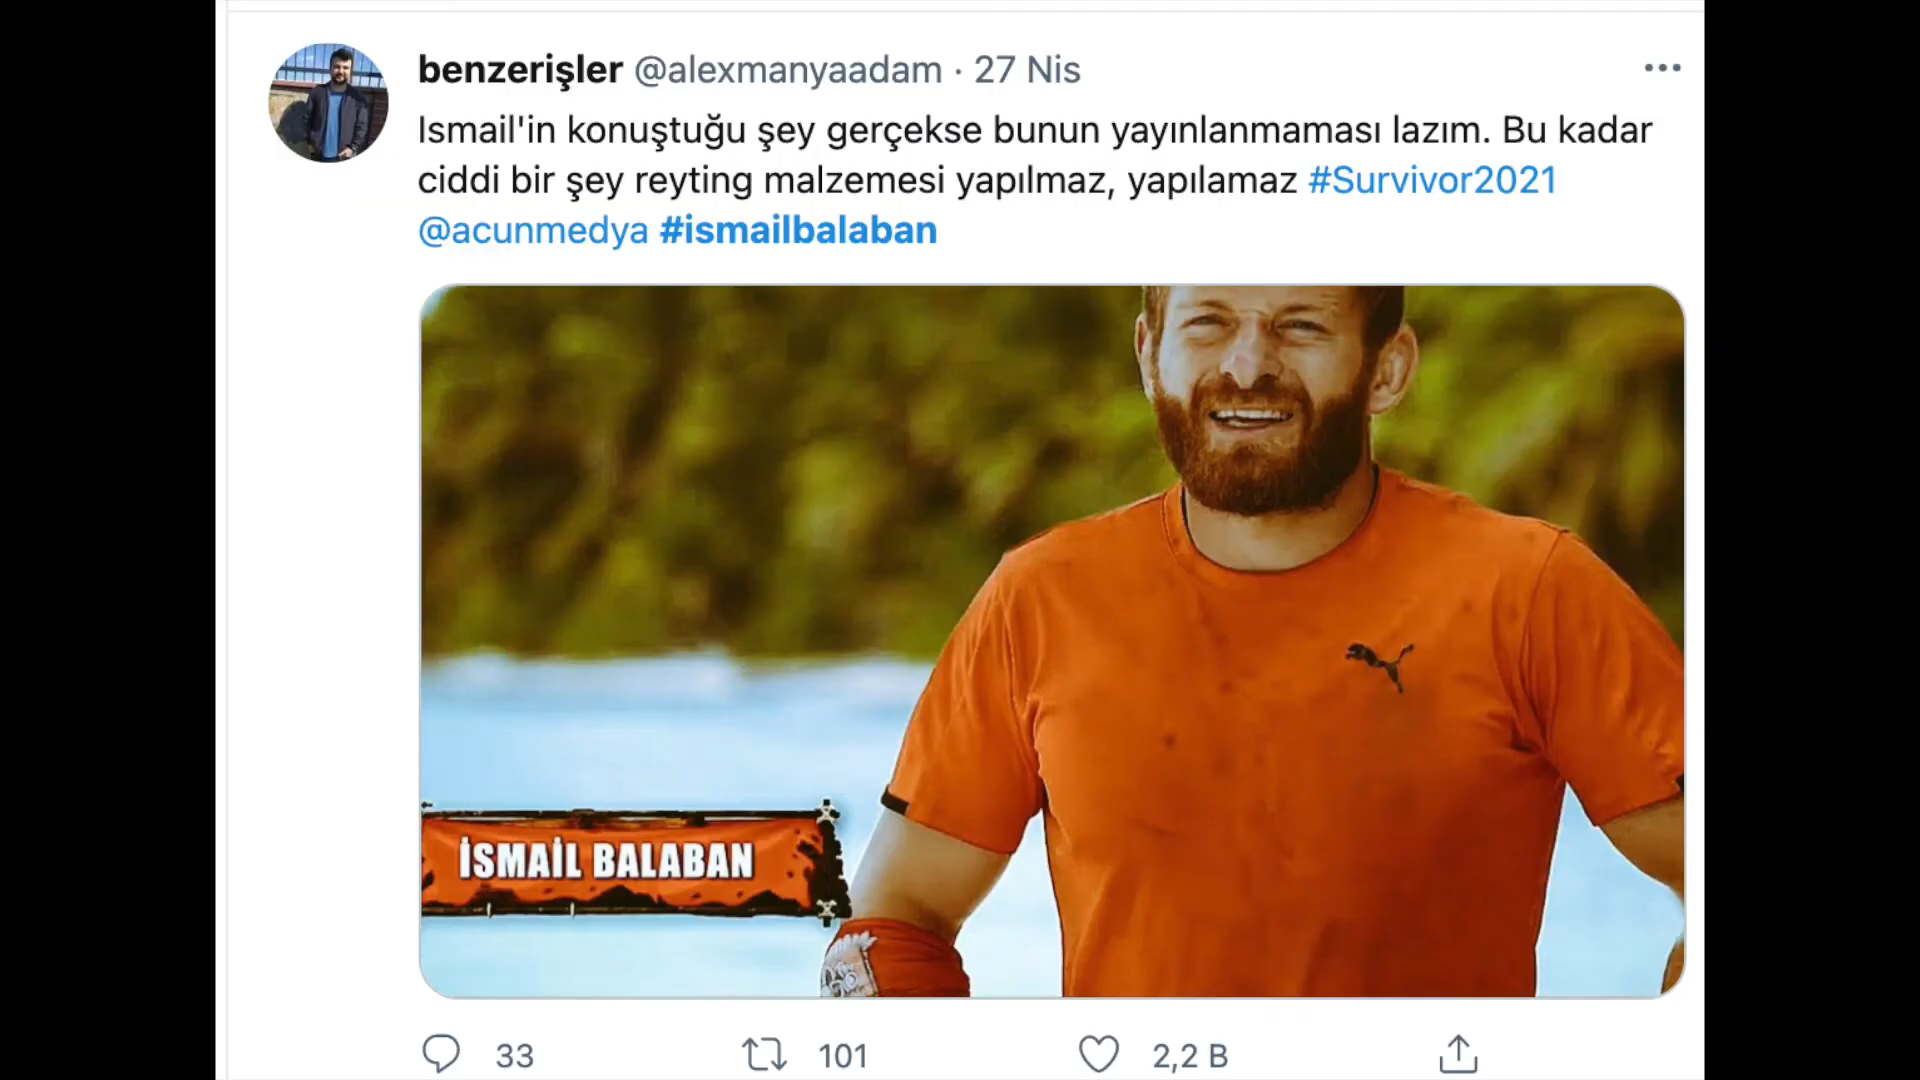 benzerişler @alexmanyaadam · 27 Nis
Ismail'in konuştuğu şey gerçekse bunun yayınlanmaması lazım. Bu kadar
ciddi bir şey reyting malzemesi yapılmaz, yapılamaz #Survivor2021
@acunmedya #ismailbalaban
İSMAİL BALABAN
33 101 2,2 B